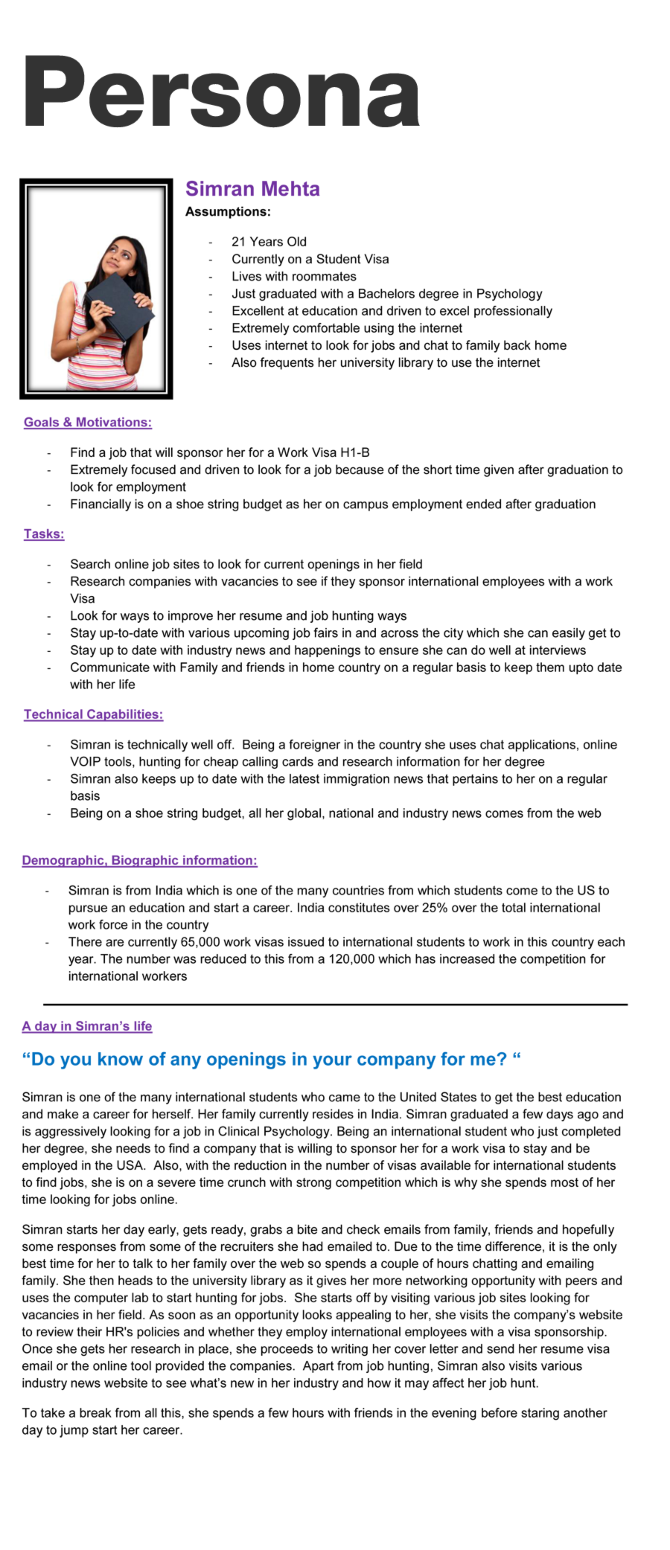 Persona
Simran Mehta
Assumptions:
- 21 Years Old
- Currently on a Student Visa
- Lives with roommates
- Just graduated with a Bachelors degree in Psychology
- Excellent at education and driven to excel professionally
- Extremely comfortable using the internet
- Uses internet to look for jobs and chat to family back home
- Also frequents her university library to use the internet
Goals & Motivations:
- Find a job that will sponsor her for a Work Visa H1-B
- Extremely focused and driven to look for a job because of the short time given after graduation to
look for employment
- Financially is on a shoe string budget as her on campus employment ended after graduation
Tasks:
- Search online job sites to look for current openings in her field
- Research companies with vacancies to see if they sponsor international employees with a work
Visa
- Look for ways to improve her resume and job hunting ways
- Stay up-to-date with various upcoming job fairs in and across the city which she can easily get to
- Stay up to date with industry news and happenings to ensure she can do well at interviews
- Communicate with Family and friends in home country on a regular basis to keep them upto date
with her life
Technical Capabilities:
- Simran is technically well off.  Being a foreigner in the country she uses chat applications, online
VOIP tools, hunting for cheap calling cards and research information for her degree
- Simran also keeps up to date with the latest immigration news that pertains to her on a regular
basis
- Being on a shoe string budget, all her global, national and industry news comes from the web
Demographic, Biographic information:
- Simran is from India which is one of the many countries from which students come to the US to
pursue an education and start a career. India constitutes over 25% over the total international
work force in the country
- There are currently 65,000 work visas issued to international students to work in this country each
year. The number was reduced to this from a 120,000 which has increased the competition for
international workers
A day in Simran's life
“Do you know of any openings in your company for me? “
Simran is one of the many international students who came to the United States to get the best education
and make a career for herself. Her family currently resides in India. Simran graduated a few days ago and
is aggressively looking for a job in Clinical Psychology. Being an international student who just completed
her degree, she needs to find a company that is willing to sponsor her for a work visa to stay and be
employed in the USA.  Also, with the reduction in the number of visas available for international students
to find jobs, she is on a severe time crunch with strong competition which is why she spends most of her
time looking for jobs online.
Simran starts her day early, gets ready, grabs a bite and check emails from family, friends and hopefully
some responses from some of the recruiters she had emailed to. Due to the time difference, it is the only
best time for her to talk to her family over the web so spends a couple of hours chatting and emailing
family. She then heads to the university library as it gives her more networking opportunity with peers and
uses the computer lab to start hunting for jobs.  She starts off by visiting various job sites looking for
vacancies in her field. As soon as an opportunity looks appealing to her, she visits the company's website
to review their HR's policies and whether they employ international employees with a visa sponsorship.
Once she gets her research in place, she proceeds to writing her cover letter and send her resume visa
email or the online tool provided the companies.  Apart from job hunting, Simran also visits various
industry news website to see what's new in her industry and how it may affect her job hunt.
To take a break from all this, she spends a few hours with friends in the evening before staring another
day to jump start her career.